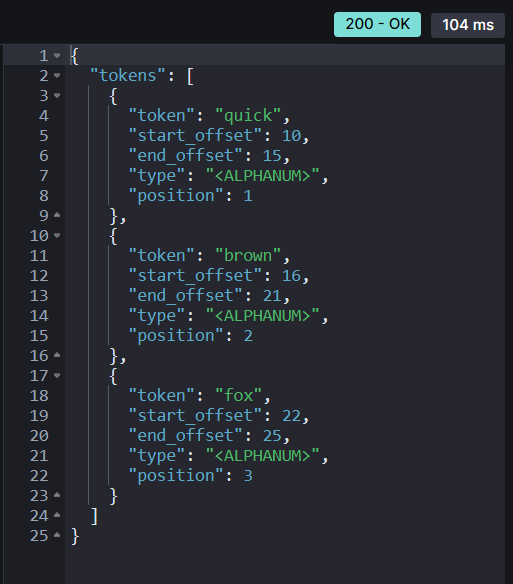 200 - OK 104 ms
1 {
2 "tokens": [
3 {
4 "token": "quick",
5 "start_offset": 10,
6 "end_offset": 15,
7 "type": "<ALPHANUM>",
8 "position": 1
9 },
10 {
11 "token": "brown",
12 "start_offset": 16,
13 "end_offset": 21,
14 "type": "<ALPHANUM>",
15 "position": 2
16 },
17 {
18 "token": "fox",
19 "start_offset": 22,
20 "end_offset": 25,
21 "type": "<ALPHANUM>",
22 "position": 3
23 }
24 ]
25 }